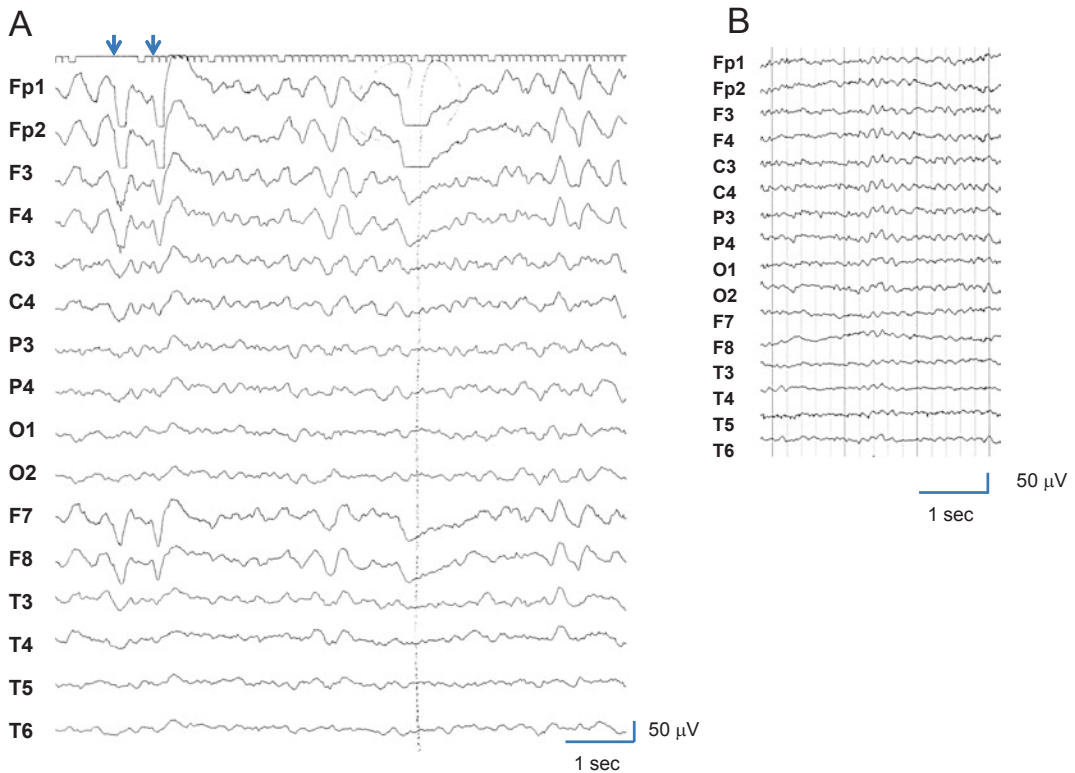 A
Fp1
Fp2
F3
F4
C3
C4
P3
P4
O1
O2
F7
F8
T3
T4
T5
T6
50 μV
1 sec
B
Fp1
Fp2
F3
F4
C3
C4
P3
P4
O1
O2
F7
F8
T3
T4
T5
T6
50 μV
1 sec